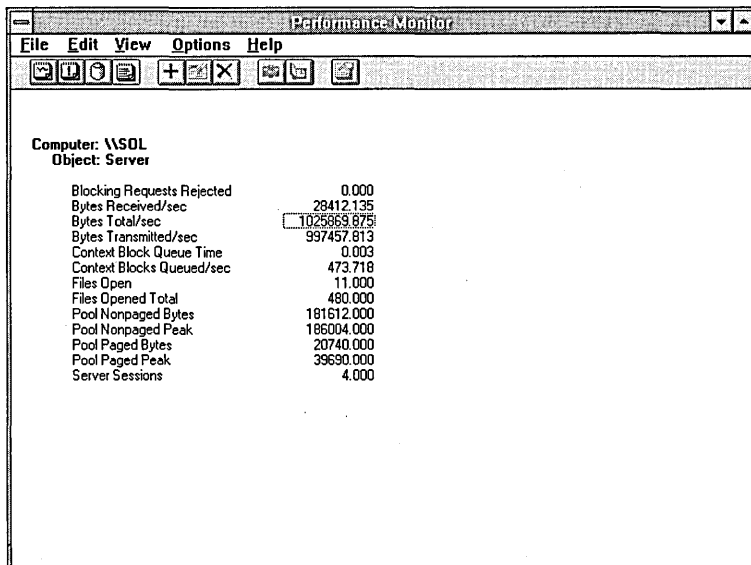 Performance Monitor
File Edit View Options Help
Computer: \\SOL
Object: Server
Blocking Requests Rejected 0.000
Bytes Received/sec 28412.135
Bytes Total/sec 1025869.875
Bytes Transmitted/sec 997457.813
Context Block Queue Time 0.003
Context Blocks Queued/sec 473.718
Files Open 11.000
Files Opened Total 480.000
Pool Nonpaged Bytes 181612.000
Pool Nonpaged Peak 186004.000
Pool Paged Bytes 20740.000
Pool Paged Peak 39690.000
Server Sessions 4.000